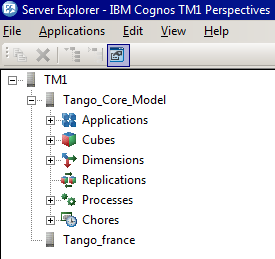 Server Explorer - IBM Cognos TM1 Perspectives
File Applications View Help
TM1
Tango_Core_Model
Applications
Cubes
Dimensions
Replications
Processes
Chores
Tango_france